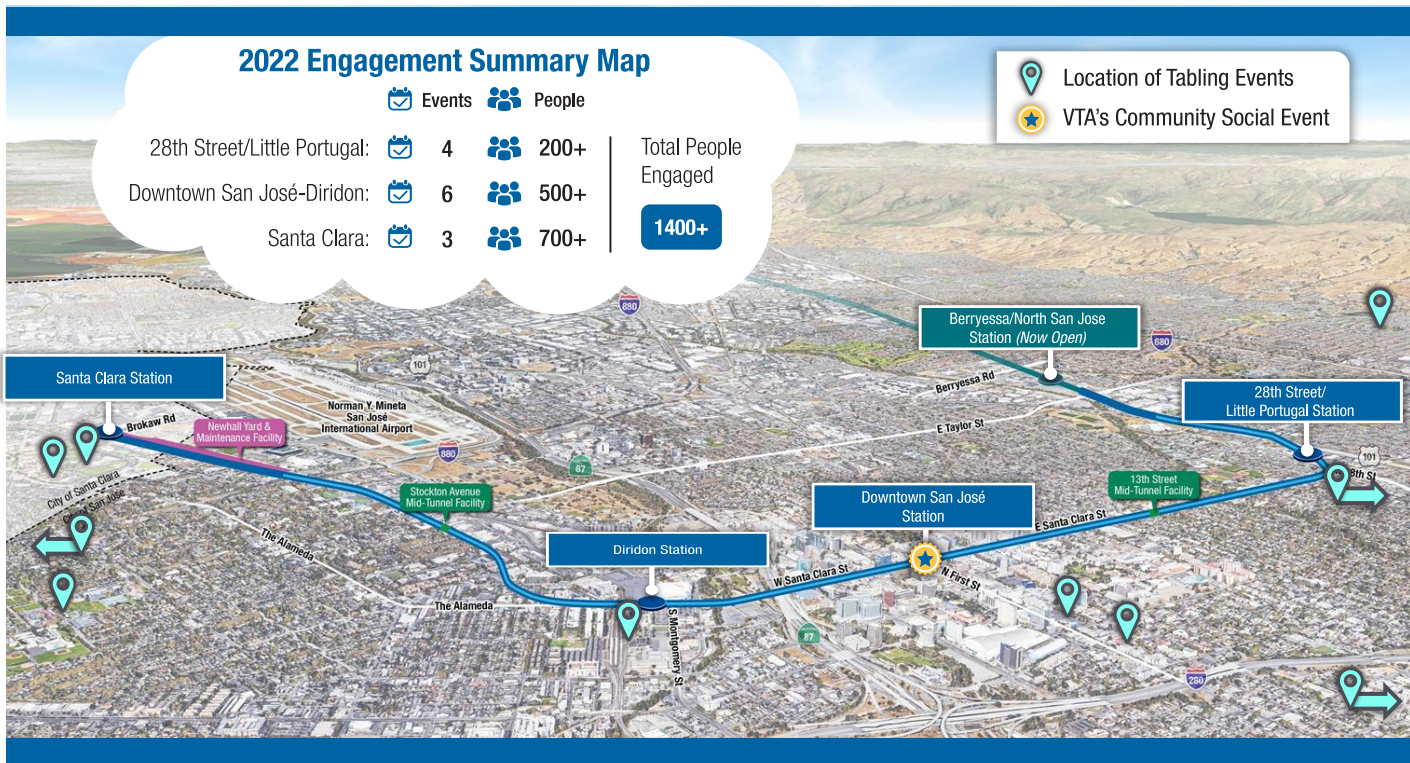 2022 Engagement Summary Map
Events People
28th Street/Little Portugal: 4 200+
Downtown San José-Diridon: 6 500+
Santa Clara: 3 700+
Total People
Engaged
1400+
Location of Tabling Events
VTA's Community Social Event
880
Berryessa/North San Jose
Station (Now Open)
680
101
Santa Clara Station
Berryessa Rd
28th Street/
Little Portugal Station
Norman Y. Mineta
San José
International Airport
Brokaw Rd
Newhall Yard &
Maintenance Facility
E Taylor St
880
87
101
8th St
City of Santa Clara
San Jose
Stockton Avenue
Mid-Tunnel Facility
13th Street
Mid-Tunnel Facility
Downtown San José
Station
E Santa Clara St
The Alameda
Diridon Station
W Santa Clara St
N First St
The Alameda
S Montgomery St
87
280